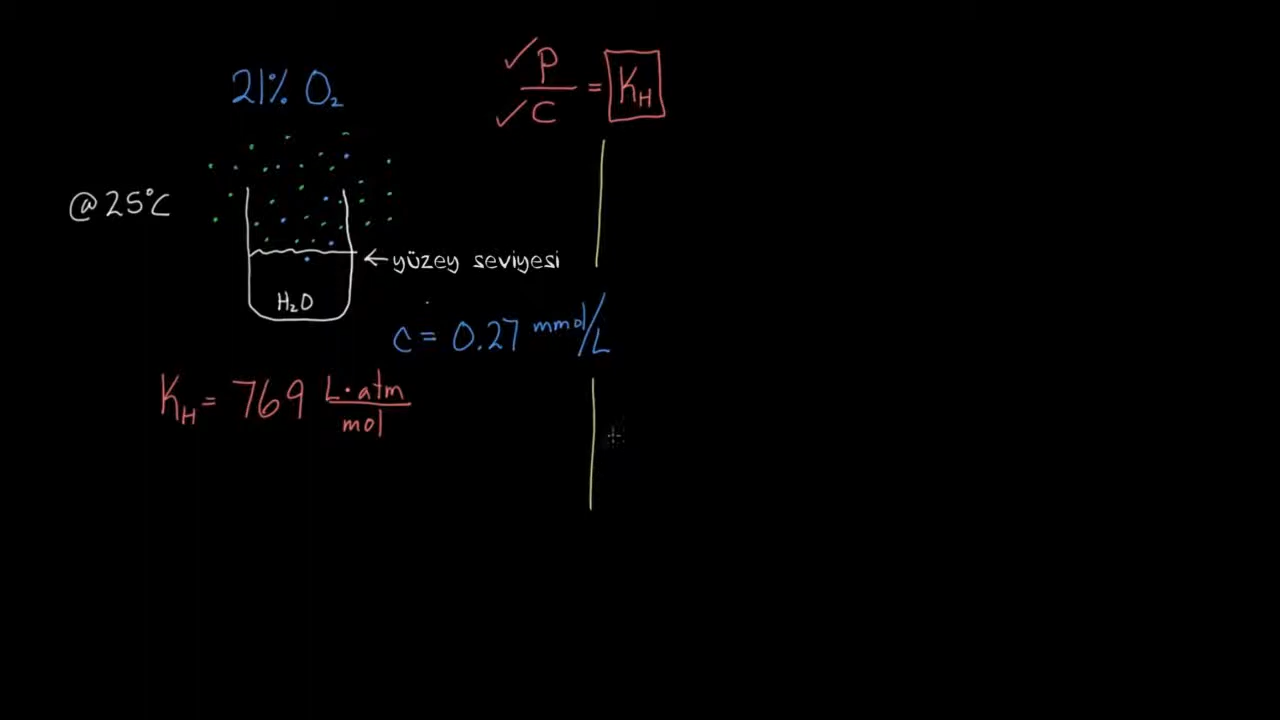 21% O₂
✓P
✓C = K_H
@25°C
← yüzey seviyesi
H₂O
C = 0.27 mmol/L
K_H = 769 L·atm
mol